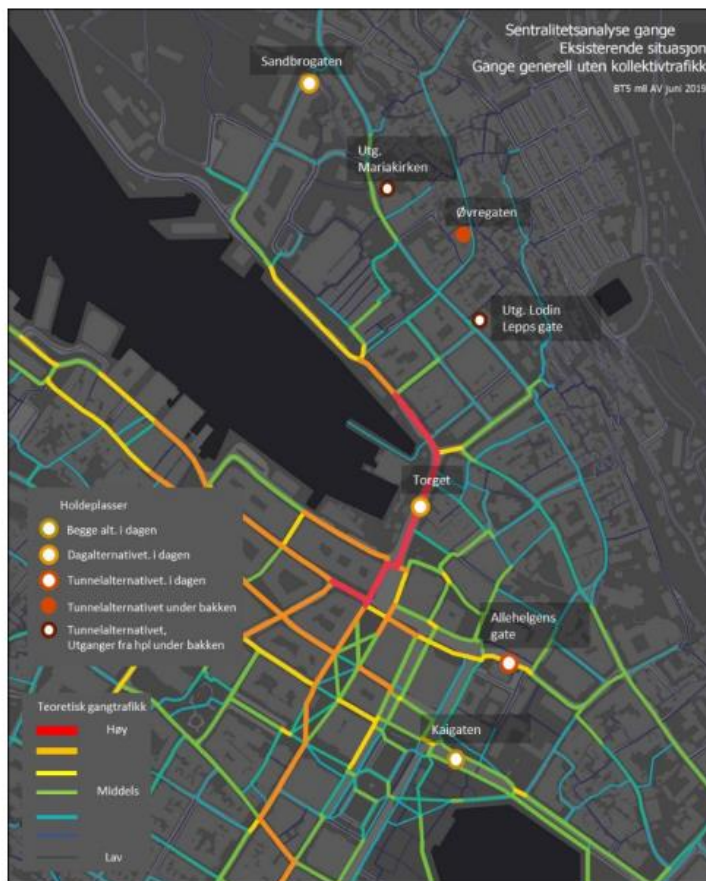 Sentralitetsanalyse gange
Eksisterende situasjon
Gange generell uten kollektivtrafikk
BT5 mill AV juni 2019
Sandbrogaten
Utg.
Mariakirken
Øvregaten
Utg. Lodin
Lepps gate
Torget
Allehelgens
gate
Kaigaten
Holdeplasser
Begge alt. i dagen
Dagalternativet. i dagen
Tunnelalternativet. i dagen
Tunnelalternativet under bakken
Tunnelalternativet,
Utganger fra hpl under bakken
Teoretisk gangtrafikk
Høy
Middels
Lav